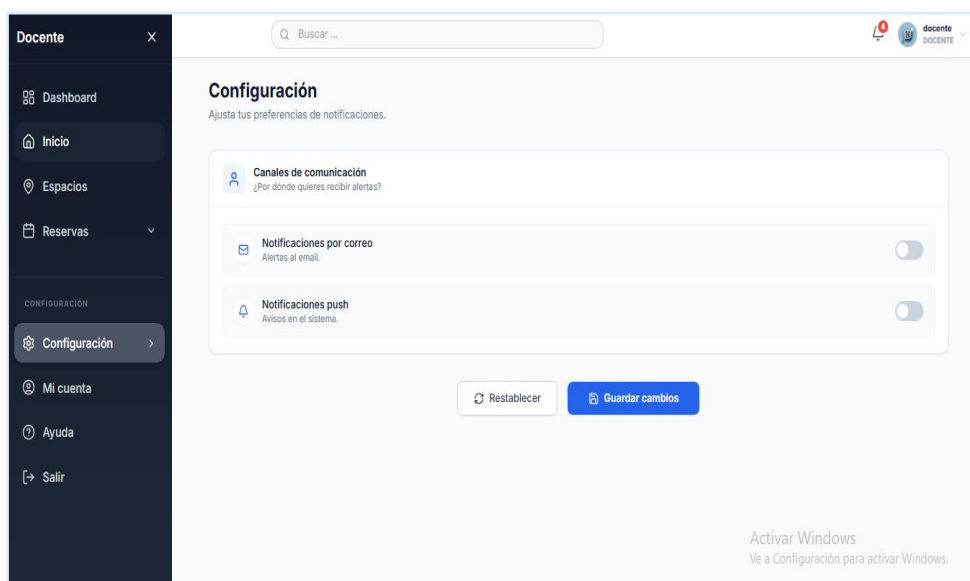 Docente X
Dashboard
Inicio
Espacios
Reservas
CONFIGURACIÓN
Configuración
Mi cuenta
Ayuda
Salir
Buscar ...
4
docente
DOCENTE
Configuración
Ajusta tus preferencias de notificaciones.
Canales de comunicación
¿Por dónde quieres recibir alertas?
Notificaciones por correo
Alertas al email.
Notificaciones push
Avisos en el sistema.
Restablecer
Guardar cambios
Activar Windows
Ve a Configuración para activar Windows.